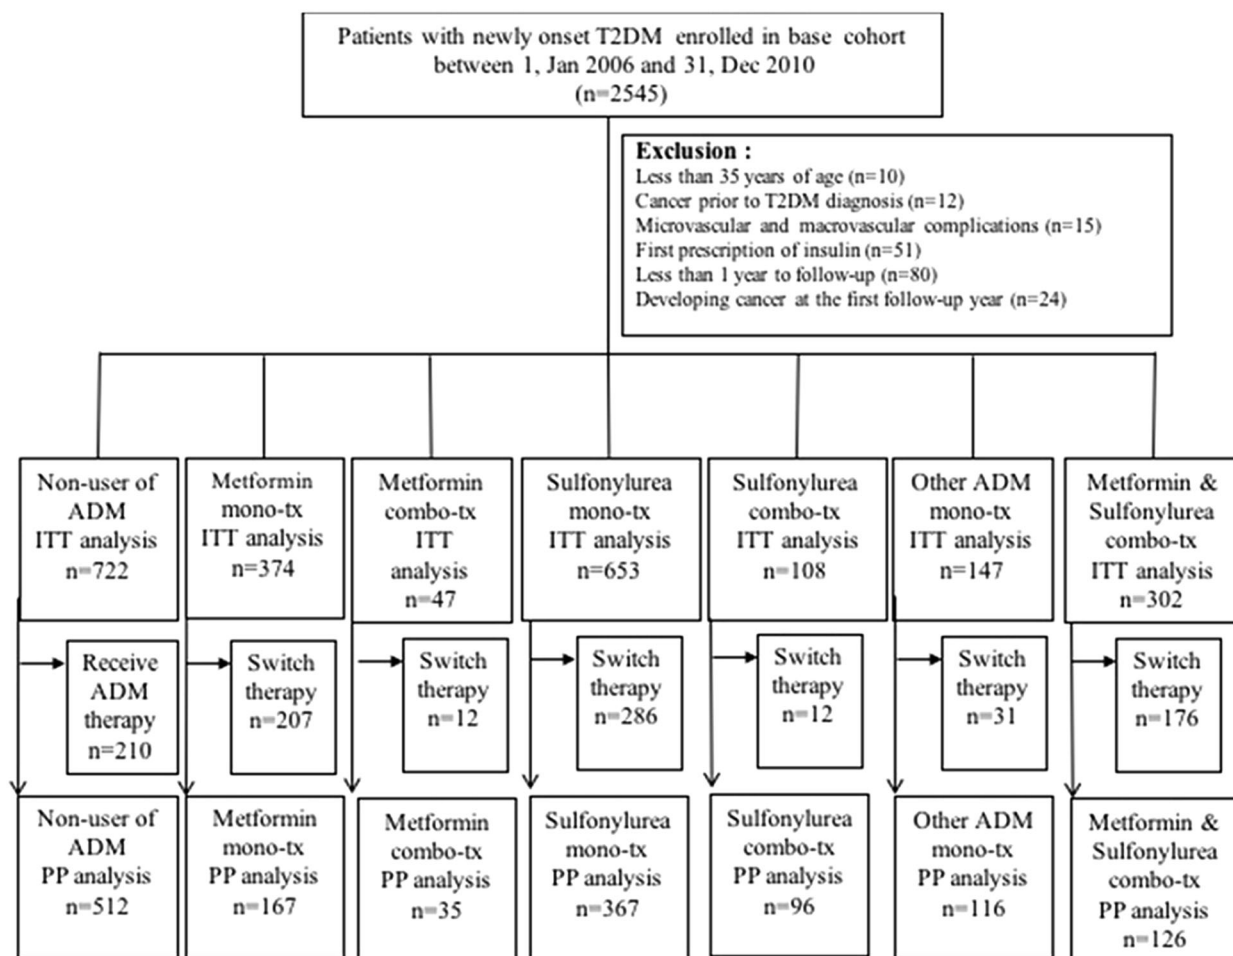 Patients with newly onset T2DM enrolled in base cohort
between 1, Jan 2006 and 31, Dec 2010
(n=2545)
Exclusion :
Less than 35 years of age (n=10)
Cancer prior to T2DM diagnosis (n=12)
Microvascular and macrovascular complications (n=15)
First prescription of insulin (n=51)
Less than 1 year to follow-up (n=80)
Developing cancer at the first follow-up year (n=24)
Non-user of
ADM
ITT analysis
n=722
Metformin
mono-tx
ITT analysis
n=374
Metformin
combo-tx
ITT
analysis
n=47
Sulfonylurea
mono-tx
ITT analysis
n=653
Sulfonylurea
combo-tx
ITT analysis
n=108
Other ADM
mono-tx
ITT analysis
n=147
Metformin &
Sulfonylurea
combo-tx
ITT analysis
n=302
Receive
ADM
therapy
n=210
Switch
therapy
n=207
Switch
therapy
n=12
Switch
therapy
n=286
Switch
therapy
n=12
Switch
therapy
n=31
Switch
therapy
n=176
Non-user of
ADM
PP analysis
n=512
Metformin
mono-tx
PP analysis
n=167
Metformin
combo-tx
PP analysis
n=35
Sulfonylurea
mono-tx
PP analysis
n=367
Sulfonylurea
combo-tx
PP analysis
n=96
Other ADM
mono-tx
PP analysis
n=116
Metformin &
Sulfonylurea
combo-tx
PP analysis
n=126